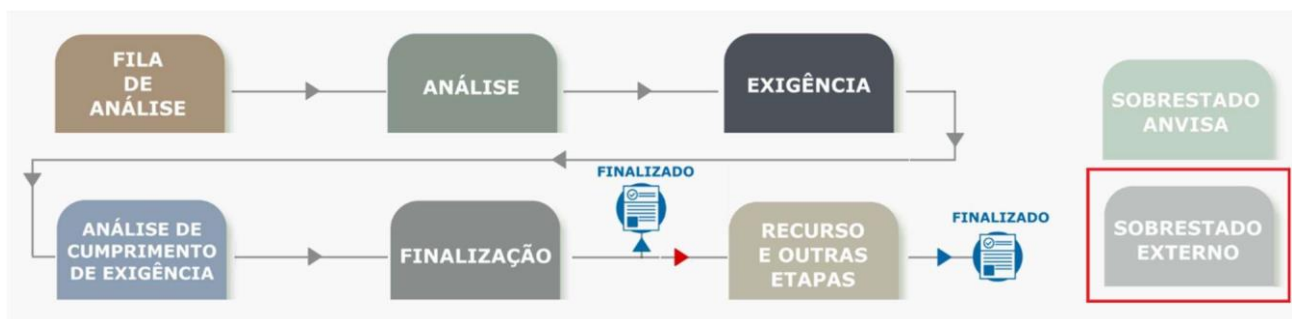 FILA
DE
ANÁLISE
ANÁLISE
EXIGÊNCIA
SOBRESTADO
ANVISA
FINALIZADO
ANÁLISE DE
CUMPRIMENTO
DE EXIGÊNCIA
FINALIZAÇÃO
RECURSO
E OUTRAS
ETAPAS
FINALIZADO
SOBRESTADO
EXTERNO